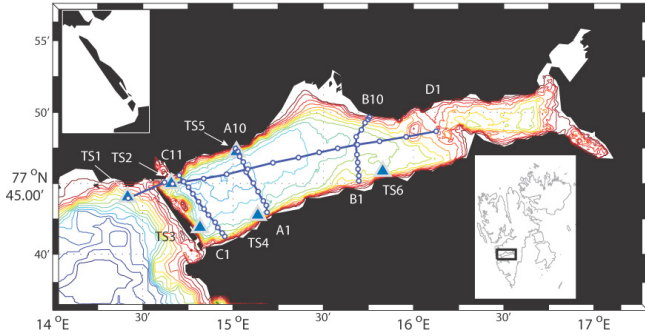 55'
50'
77 °N
45.00'
40'
B10
D1
TS5
A10
C11
TS2
TS1
TS3
C1
TS4
A1
B1
TS6
14 °E
30'
15 °E
30'
16 °E
30'
17 °E